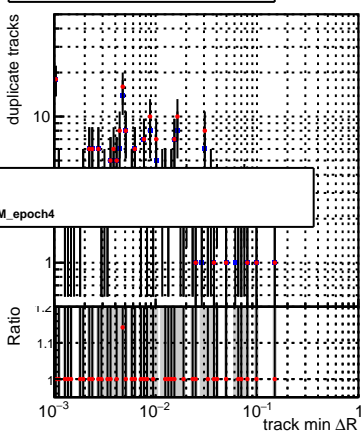 duplicate tracks
10
M_epoch4
1
Ratio
1.2
1.1
1
10−3
10−2
10−1
1
track min ΔR